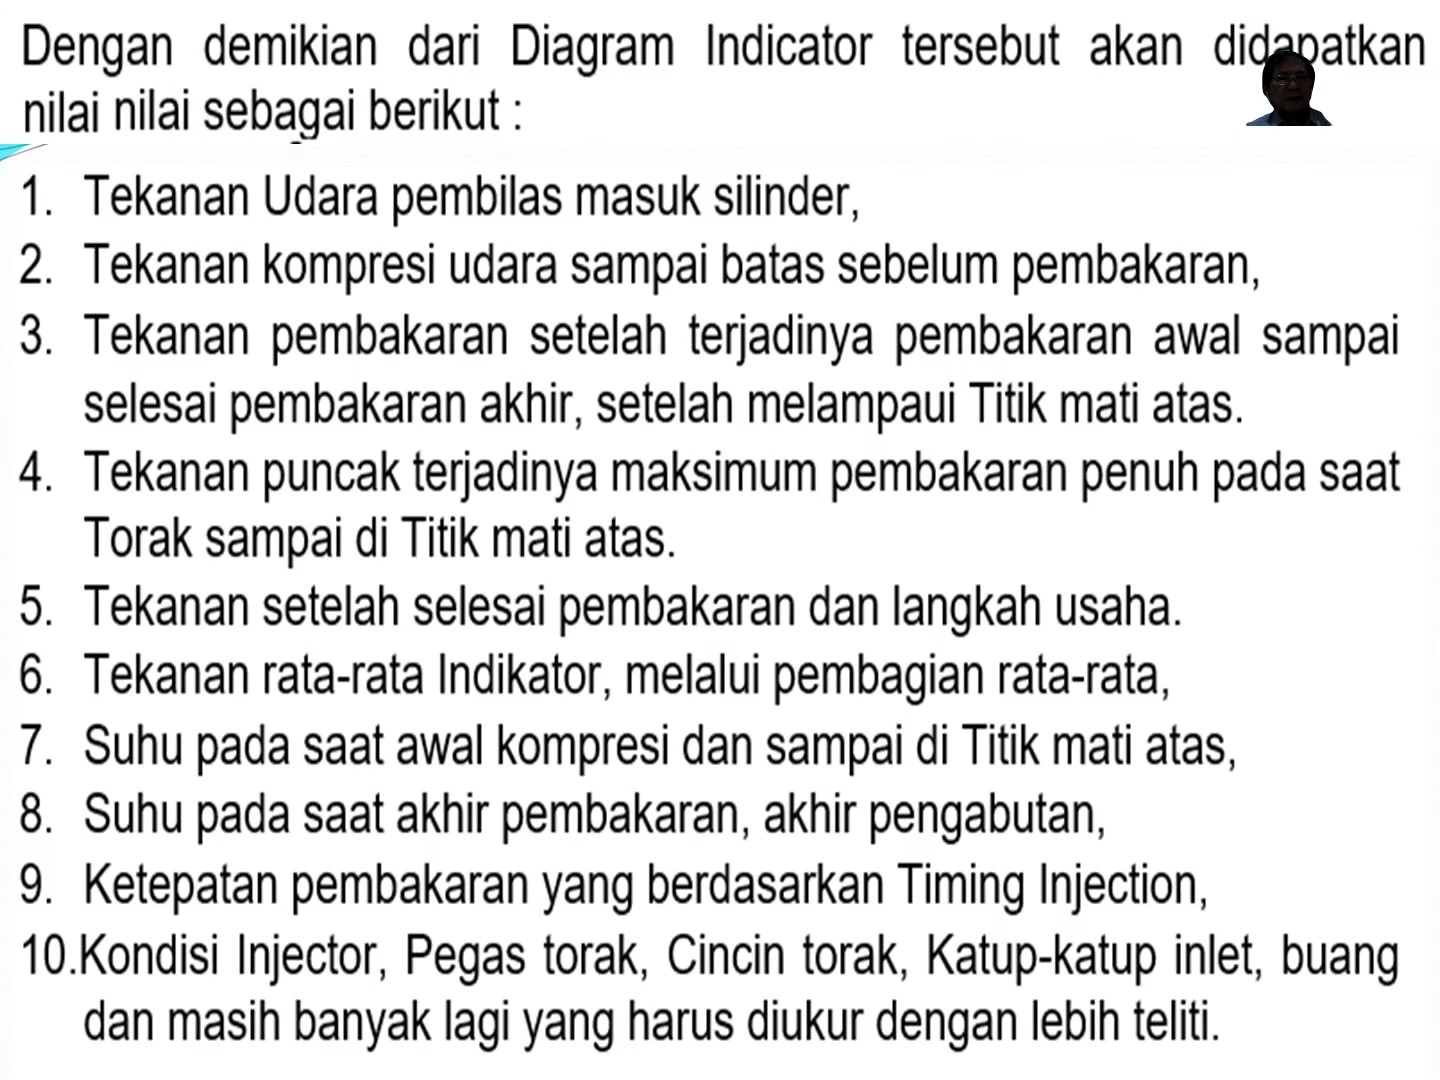 Dengan demikian dari Diagram Indicator tersebut akan didapatkan
nilai nilai sebagai berikut :
1. Tekanan Udara pembilas masuk silinder,
2. Tekanan kompresi udara sampai batas sebelum pembakaran,
3. Tekanan pembakaran setelah terjadinya pembakaran awal sampai
selesai pembakaran akhir, setelah melampaui Titik mati atas.
4. Tekanan puncak terjadinya maksimum pembakaran penuh pada saat
Torak sampai di Titik mati atas.
5. Tekanan setelah selesai pembakaran dan langkah usaha.
6. Tekanan rata-rata Indikator, melalui pembagian rata-rata,
7. Suhu pada saat awal kompresi dan sampai di Titik mati atas,
8. Suhu pada saat akhir pembakaran, akhir pengabutan,
9. Ketepatan pembakaran yang berdasarkan Timing Injection,
10.Kondisi Injector, Pegas torak, Cincin torak, Katup-katup inlet, buang
dan masih banyak lagi yang harus diukur dengan lebih teliti.